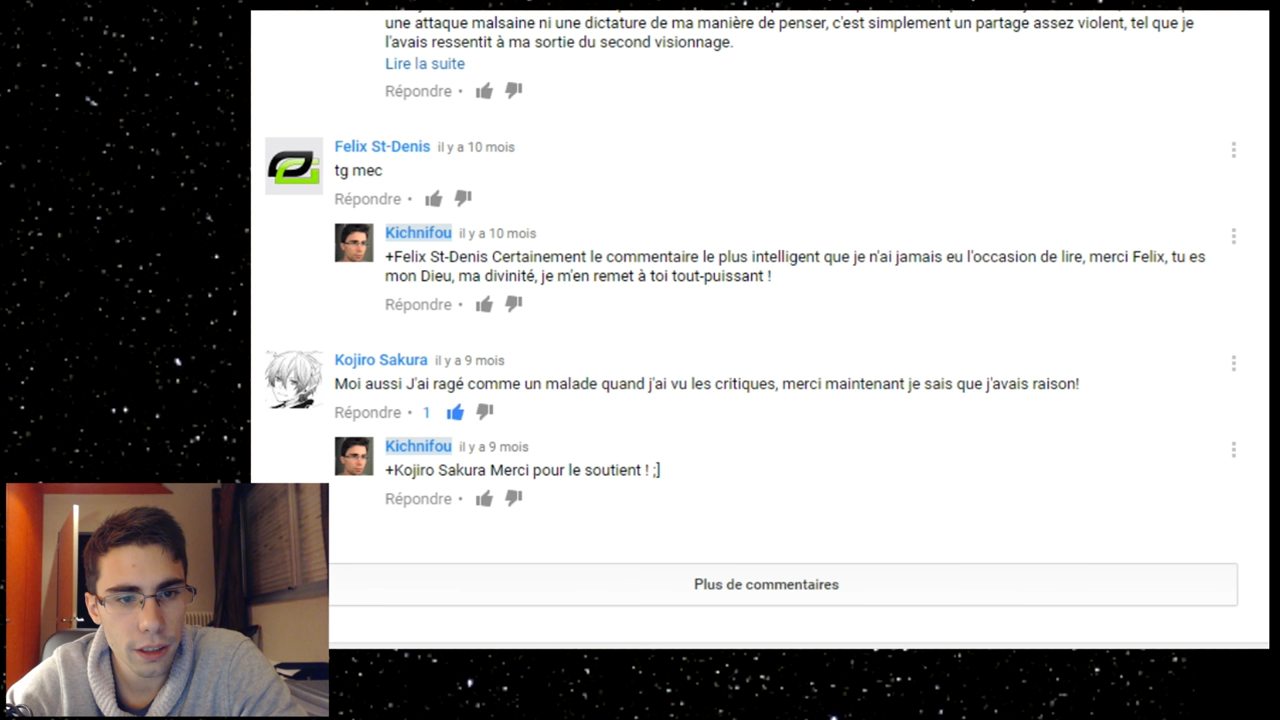 une attaque malsaine ni une dictature de ma manière de penser, c'est simplement un partage assez violent, tel que je
l'avais ressentit à ma sortie du second visionnage.
Lire la suite
Répondre •
Felix St-Denis il y a 10 mois
tg mec
Répondre •
Kichnifou il y a 10 mois
+Felix St-Denis Certainement le commentaire le plus intelligent que je n'ai jamais eu l'occasion de lire, merci Felix, tu es
mon Dieu, ma divinité, je m'en remet à toi tout-puissant !
Répondre •
Kojiro Sakura il y a 9 mois
Moi aussi J'ai ragé comme un malade quand j'ai vu les critiques, merci maintenant je sais que j'avais raison!
Répondre • 1
Kichnifou il y a 9 mois
+Kojiro Sakura Merci pour le soutient ! ;]
Répondre •
Plus de commentaires